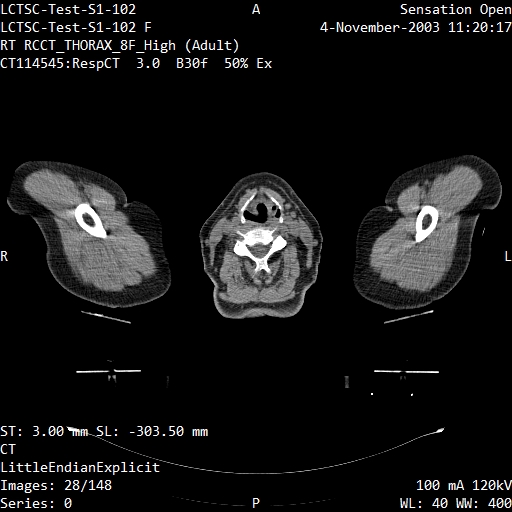 LCTSC-Test-S1-102
A
Sensation Open
LCTSC-Test-S1-102 F
4-November-2003 11:20:17
RT RCCT_THORAX_8F_High (Adult)
CT114545:RespCT 3.0 B30f 50% Ex
R
L
ST: 3.00 mm SL: -303.50 mm
CT
LittleEndianExplicit
Images: 28/148
100 mA 120kV
Series: 0
P
WL: 40 WW: 400